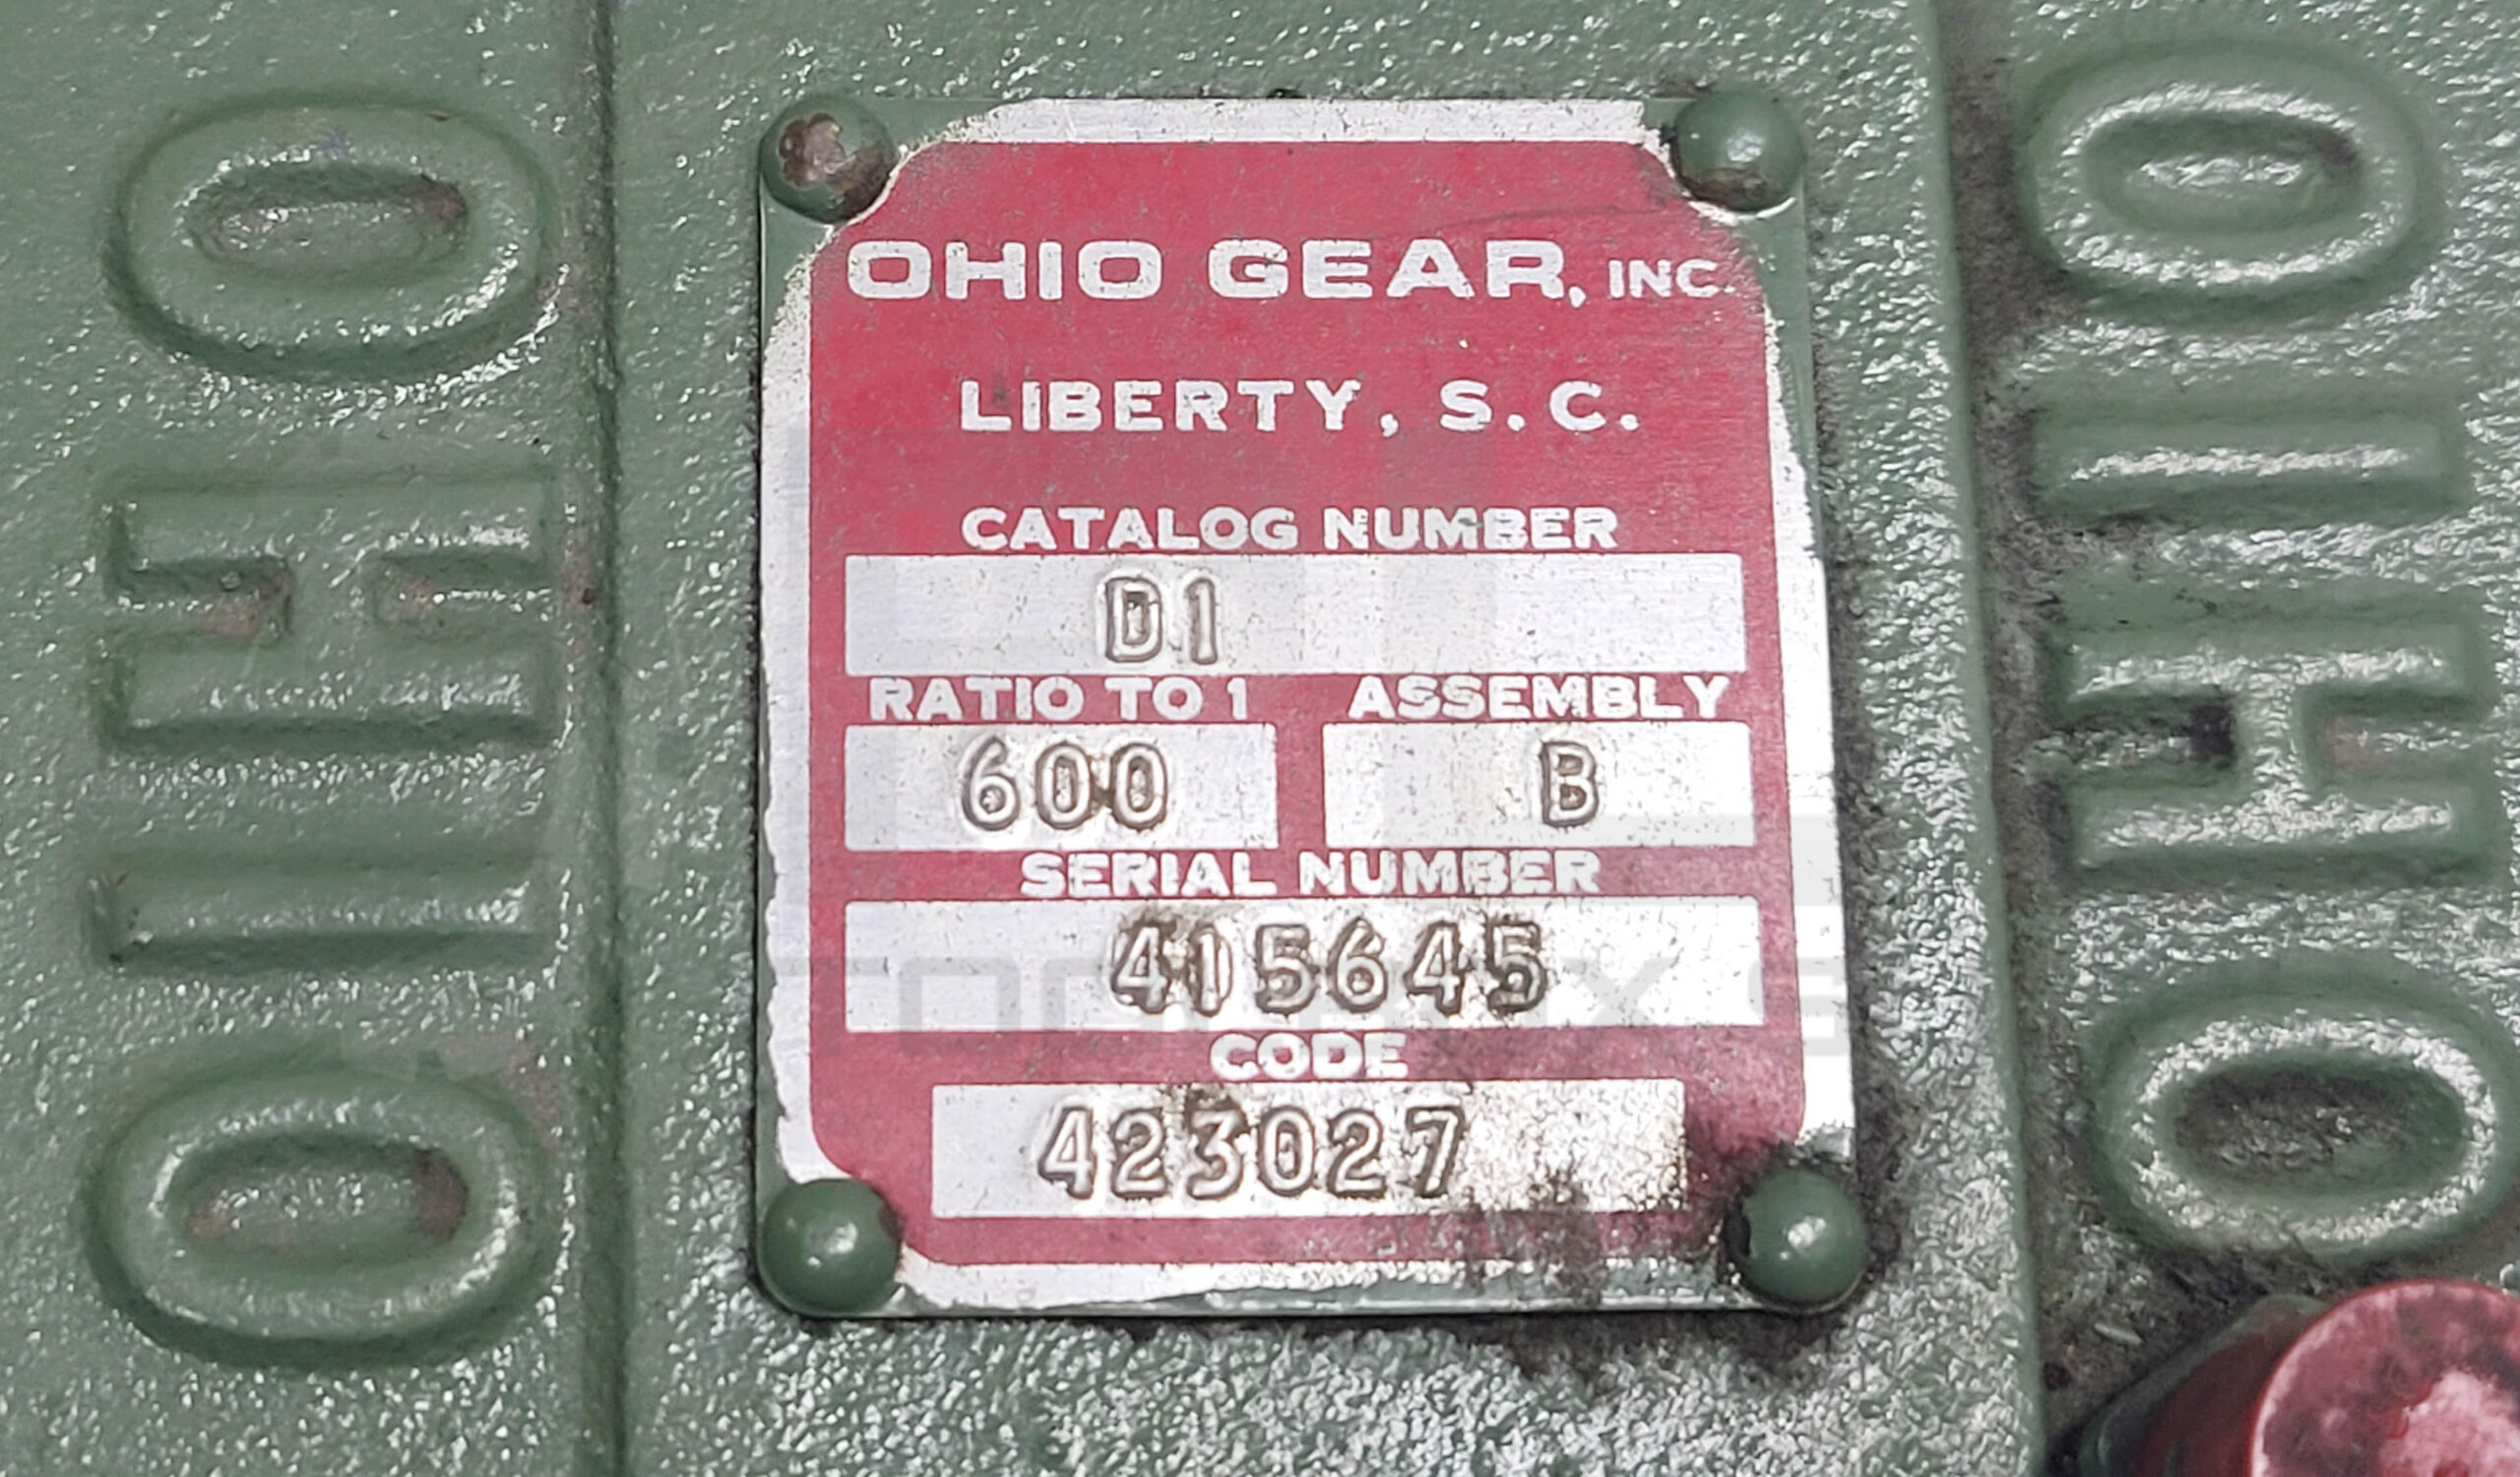 OHIO
OHIO GEAR, INC.
LIBERTY, S.C.
CATALOG NUMBER
D1
RATIO TO 1 ASSEMBLY
600 B
SERIAL NUMBER
415645
CODE
423027
OHIO